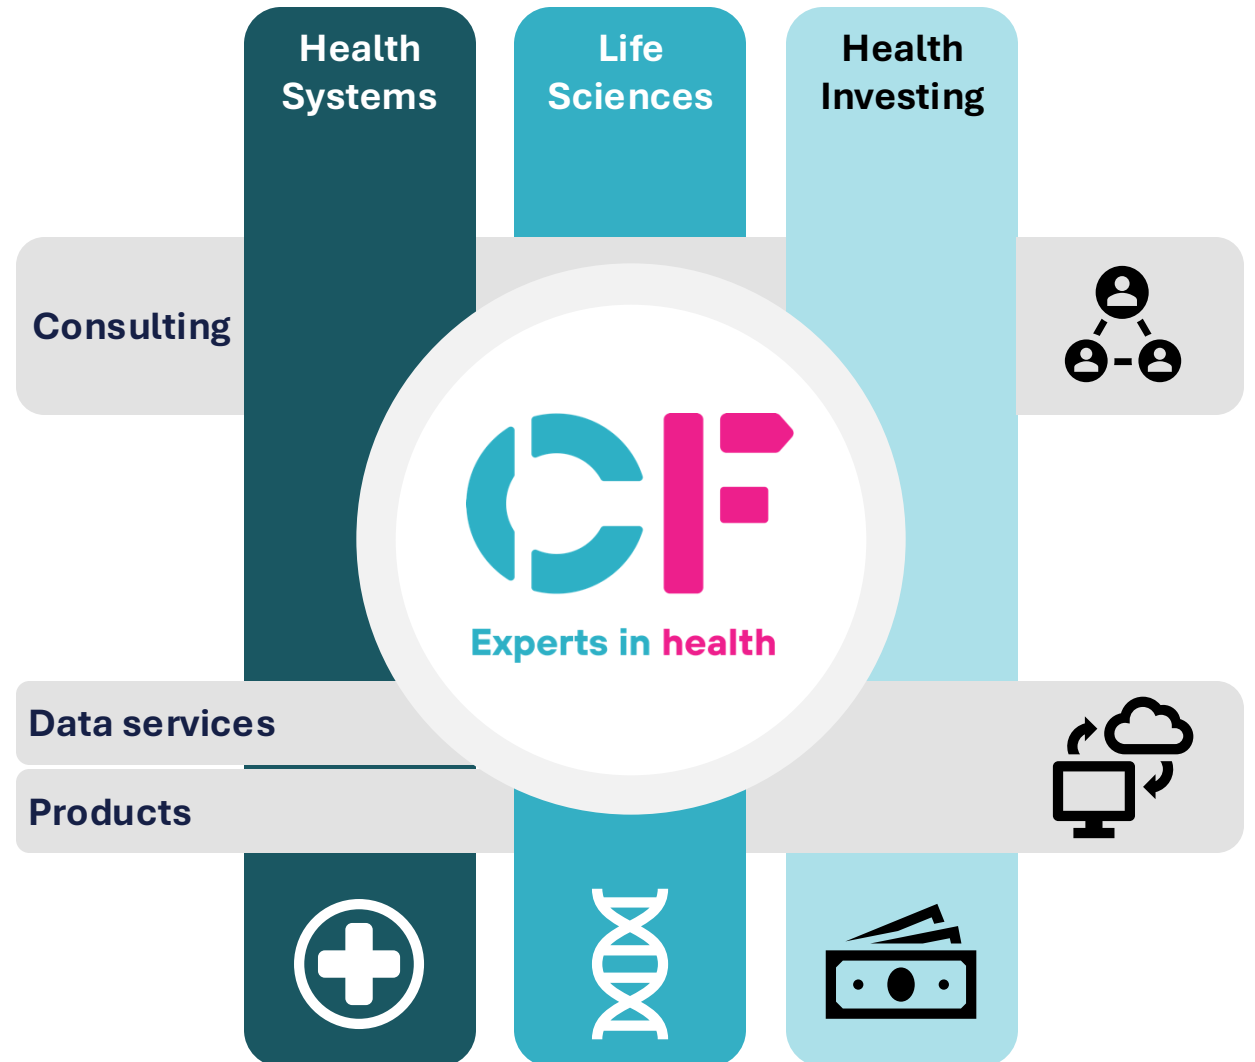 Health
Systems
Life
Sciences
Health
Investing
Consulting
CF
Experts in health
Data services
Products